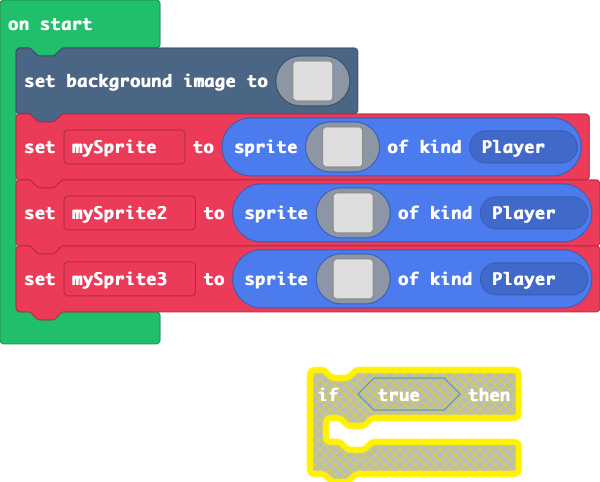 on start
set background image to
set mySprite to sprite of kind Player
set mySprite2 to sprite of kind Player
set mySprite3 to sprite of kind Player
if true then